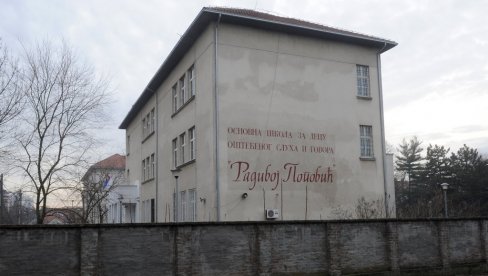 ОСНОВНА ШКОЛА ЗА ДЕЦУ
ОШТЕЋЕНОГ СЛУХА И ГОВОРА
"Радивој Поповић"